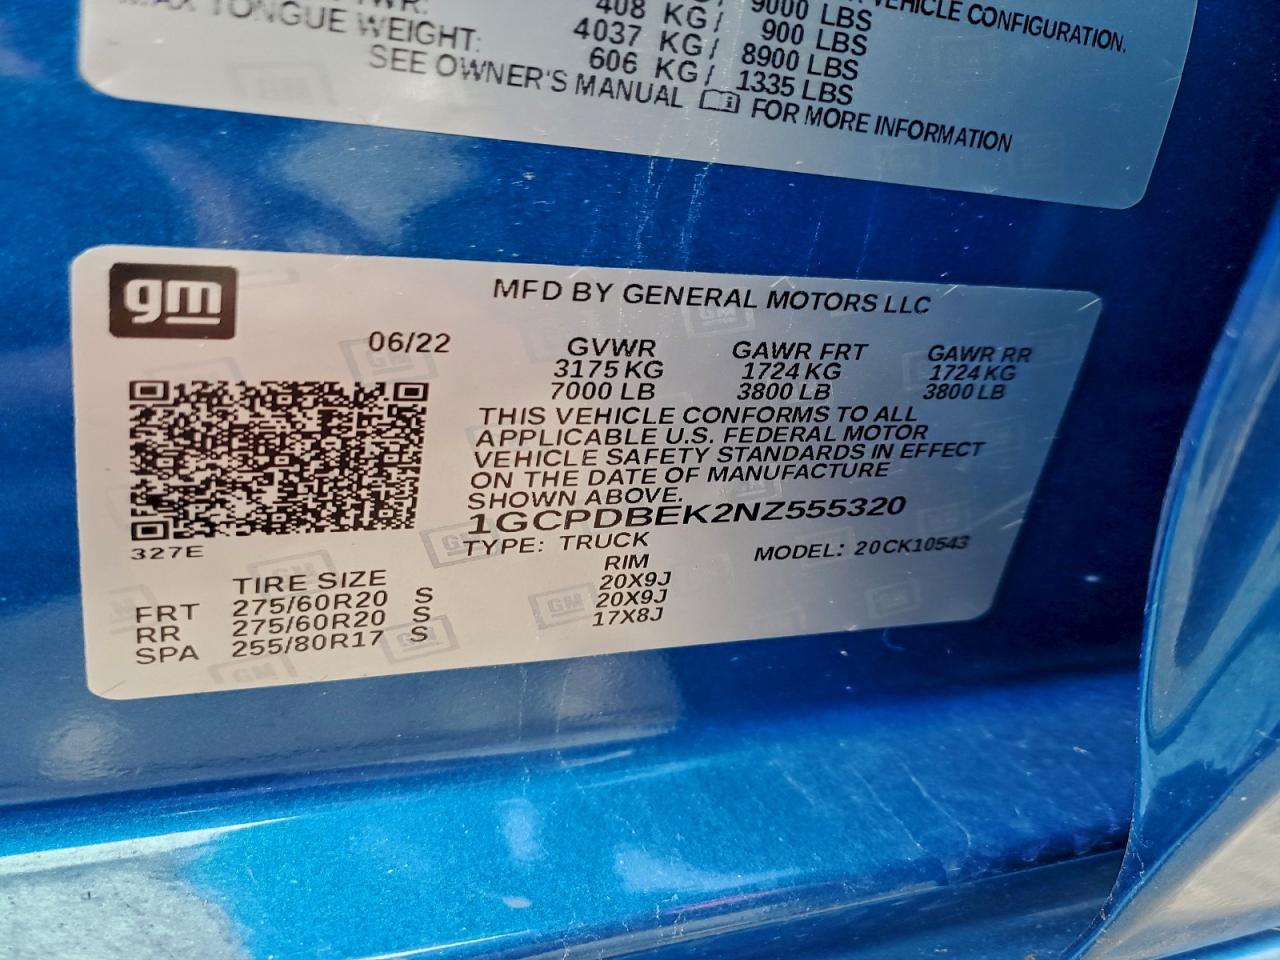 VEHICLE CONFIGURATION.
9000 LBS
408 KG/ 900 LBS
MAX TONGUE WEIGHT: 4037 KG/ 8900 LBS
606 KG/ 1335 LBS
SEE OWNER'S MANUAL FOR MORE INFORMATION
gm
MFD BY GENERAL MOTORS LLC
06/22 GVWR GAWR FRT GAWR RR
3175 KG 1724 KG 1724 KG
7000 LB 3800 LB 3800 LB
THIS VEHICLE CONFORMS TO ALL
APPLICABLE U.S. FEDERAL MOTOR
VEHICLE SAFETY STANDARDS IN EFFECT
ON THE DATE OF MANUFACTURE
SHOWN ABOVE.
1GCPDBEK2NZ555320
327E TYPE: TRUCK MODEL: 20CK10543
TIRE SIZE RIM
FRT 275/60R20 S 20X9J
RR 275/60R20 S 20X9J
SPA 255/80R17 S 17X8J